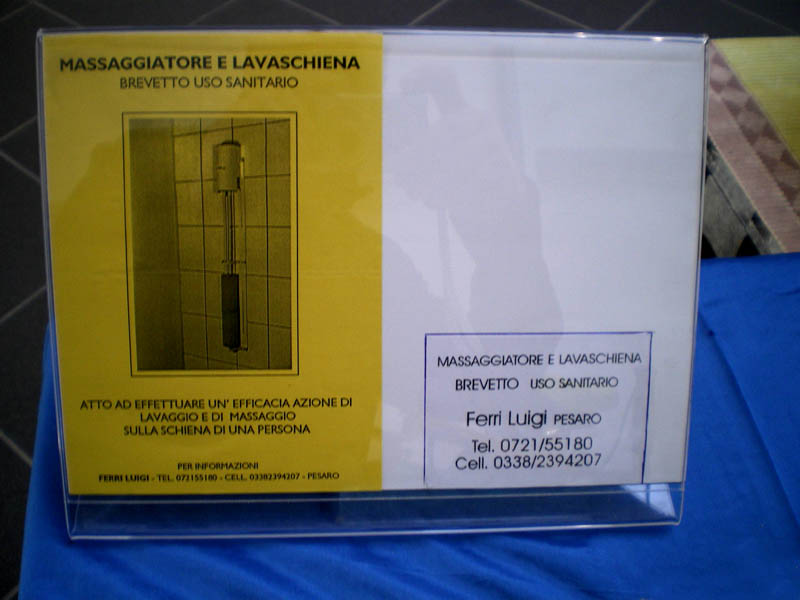 MASSAGGIATORE E LAVASCHIENA
BREVETTO USO SANITARIO
ATTO AD EFFETTUARE UN' EFFICACIA AZIONE DI
LAVAGGIO E DI MASSAGGIO
SULLA SCHIENA DI UNA PERSONA
PER INFORMAZIONI
FERRI LUIGI - TEL. 072155180 - CELL. 03382394207 - PESARO
MASSAGGIATORE E LAVASCHIENA
BREVETTO USO SANITARIO
Ferri Luigi PESARO
Tel. 0721/55180
Cell. 0338/2394207